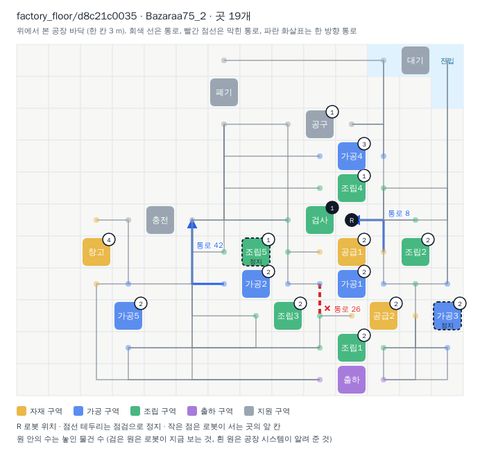 factory_floor/d8c21c0035 · Bazaraa75_2 · 곳 19개
위에서 본 공장 바닥 (한 칸 3 m). 회색 선은 통로, 빨간 점선은 막힌 통로, 파란 화살표는 한 방향 통로
대기
진입
폐기
공구 1
가공4 3
조립4 1
검사 1
R
통로 8
충전
창고 4
통로 42
조립5 1
정지
공급1 2
조립2 2
가공2 2
가공1 2
가공5 2
조립3 2
✖ 통로 26
공급2 2
가공3 2
정지
조립1 2
출하
자재 구역 가공 구역 조립 구역 출하 구역 지원 구역
R 로봇 위치 · 점선 테두리는 점검으로 정지 · 작은 점은 로봇이 서는 곳의 앞 칸
원 안의 수는 놓인 물건 수 (검은 원은 로봇이 지금 보는 것, 흰 원은 공장 시스템이 알려 준 것)